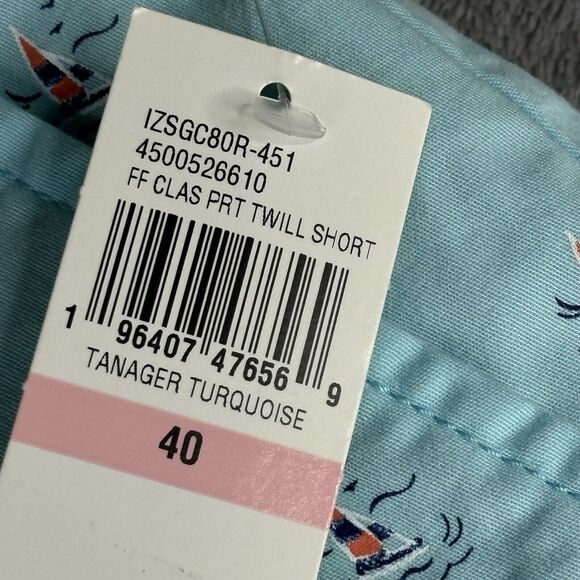 IZSGC80R-451
4500526610
FF CLAS PRT TWILL SHORT
1 96407 47656 9
TANAGER TURQUOISE
40